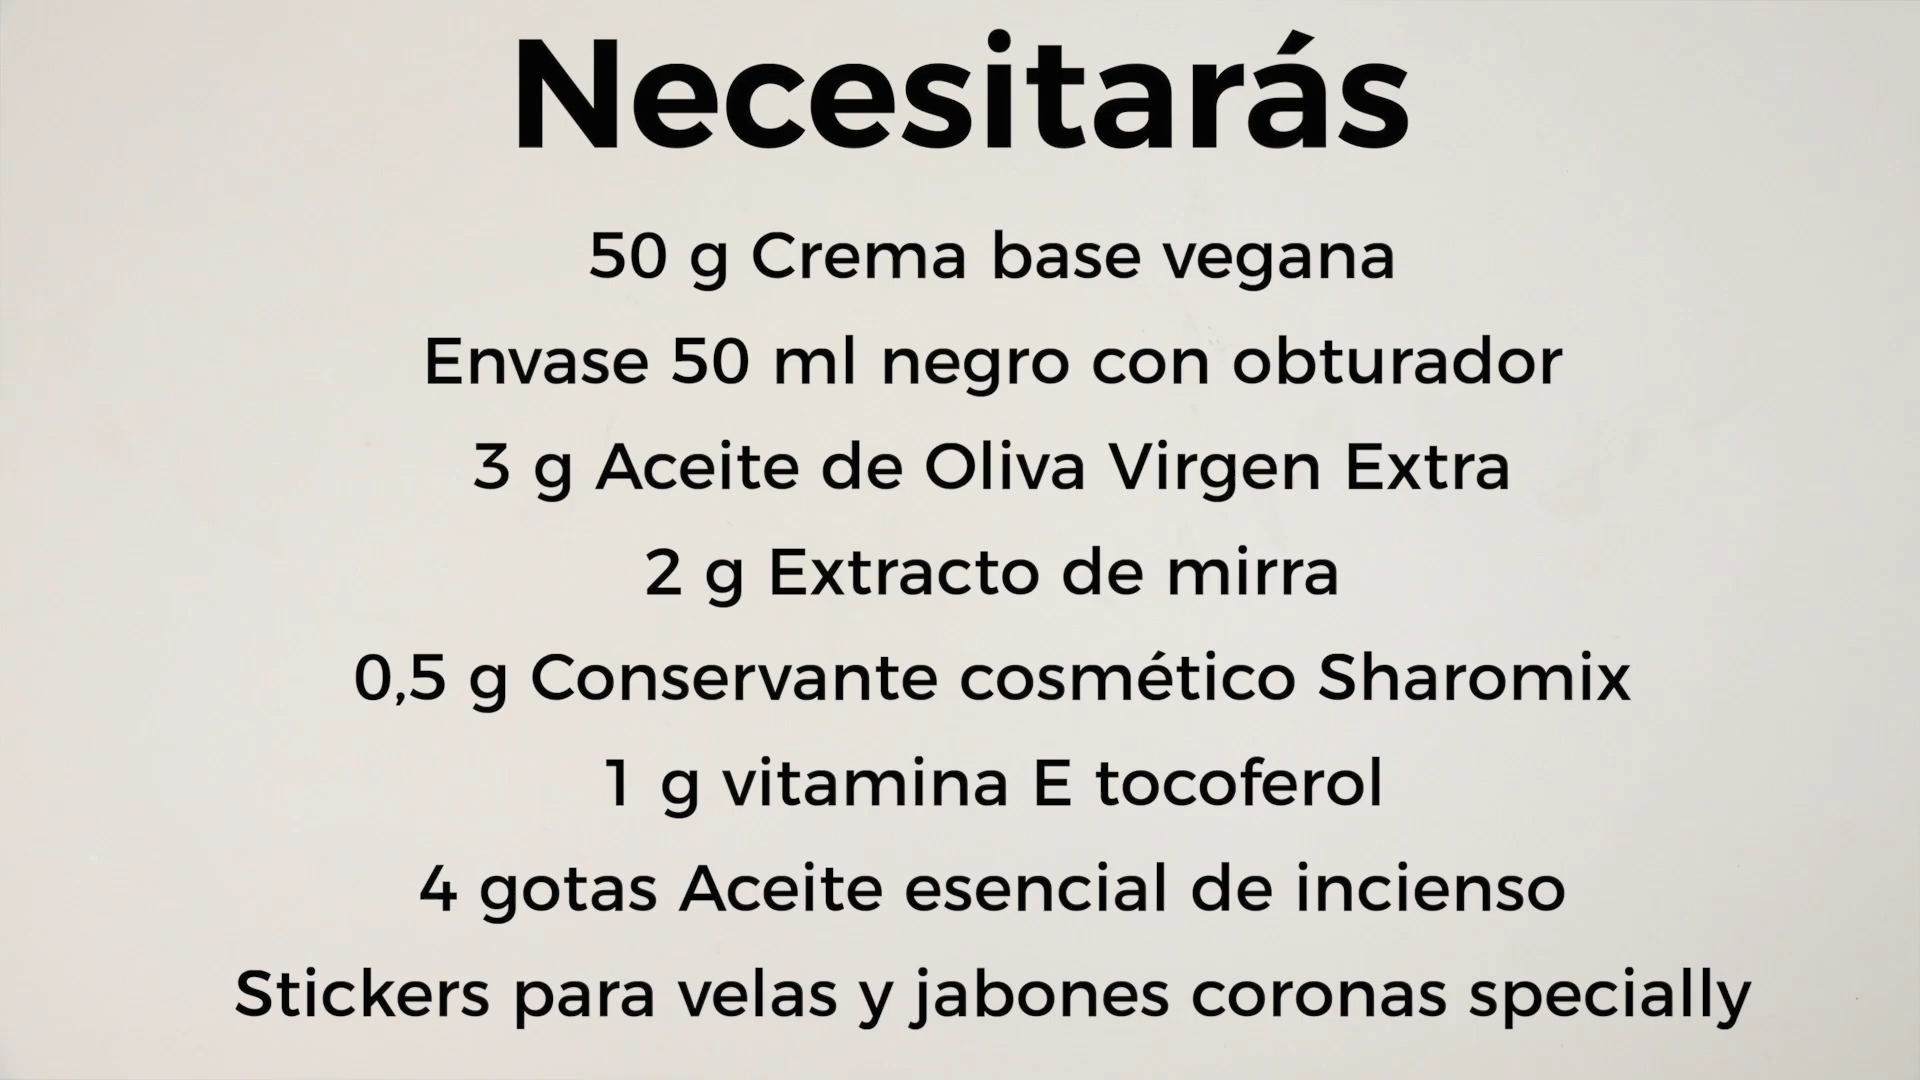 Necesitarás
50 g Crema base vegana
Envase 50 ml negro con obturador
3 g Aceite de Oliva Virgen Extra
2 g Extracto de mirra
0,5 g Conservante cosmético Sharomix
1 g vitamina E tocoferol
4 gotas Aceite esencial de incienso
Stickers para velas y jabones coronas specially